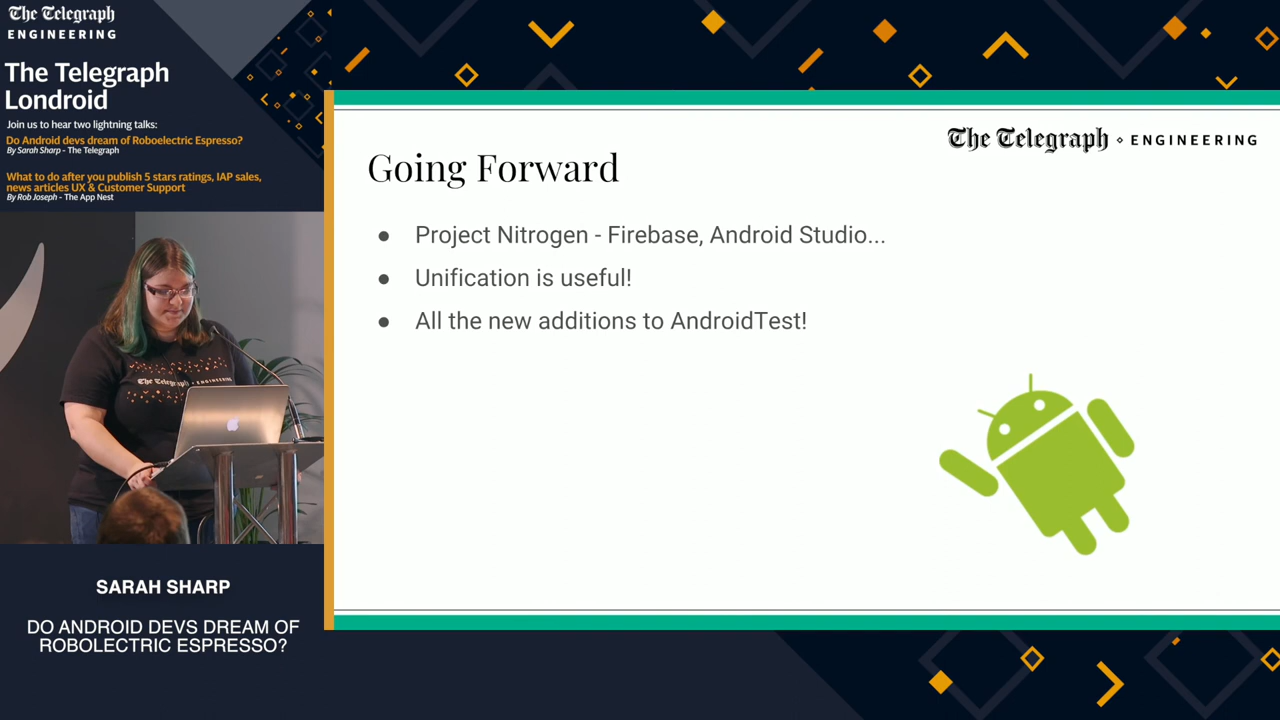 The Telegraph
ENGINEERING
The Telegraph
Londroid
Join us to hear two lightning talks:
Do Android devs dream of Roboelectric Espresso?
By Sarah Sharp - The Telegraph
What to do after you publish 5 stars ratings, IAP sales,
news articles UX & Customer Support
By Rob Joseph - The App Nest
The Telegraph ENGINEERING
SARAH SHARP
DO ANDROID DEVS DREAM OF
ROBOLECTRIC ESPRESSO?
The Telegraph ENGINEERING
Going Forward
● Project Nitrogen - Firebase, Android Studio...
● Unification is useful!
● All the new additions to AndroidTest!